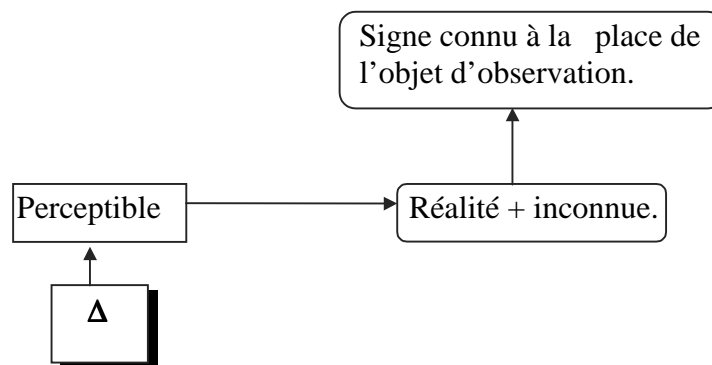 Signe connu à la place de
l’objet d’observation.
Perceptible
Réalité + inconnue.
Δ